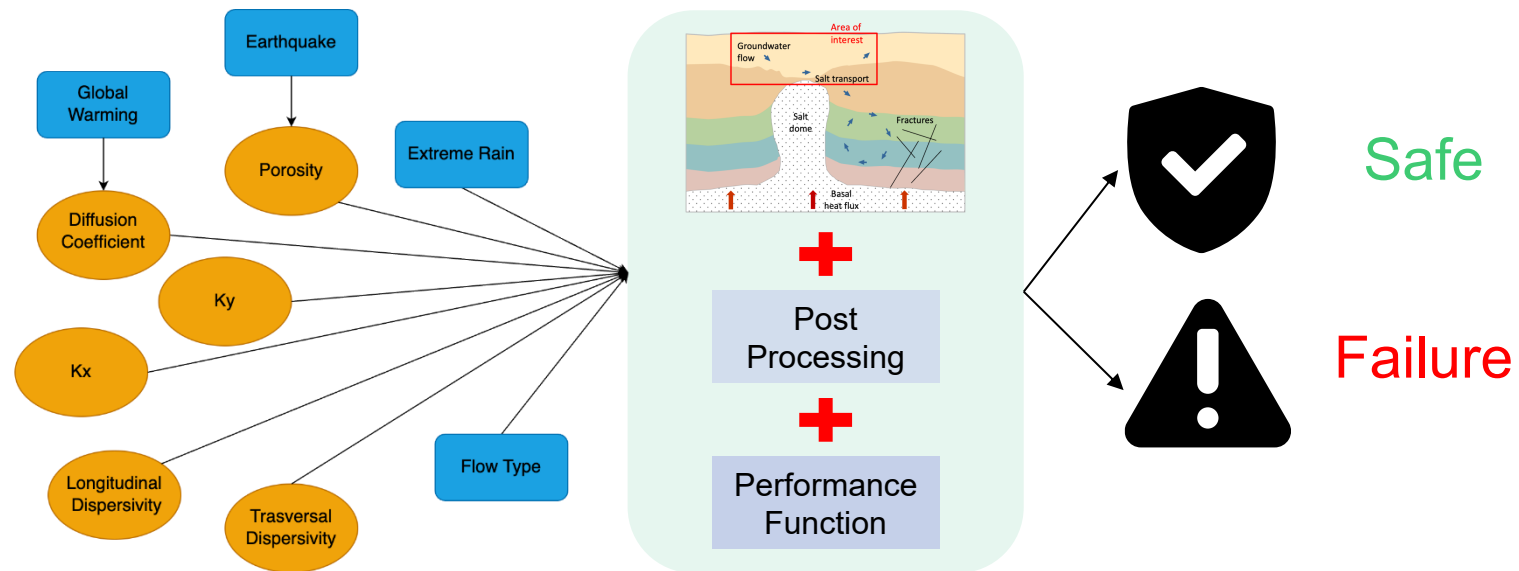 Earthquake
Global
Warming
Extreme Rain
Porosity
Diffusion
Coefficient
Ky
Kx
Longitudinal
Dispersivity
Trasversal
Dispersivity
Flow Type
Area of
interest
Groundwater
flow
Salt transport
Salt
dome
Fractures
Basal
heat flux
Post
Processing
Performance
Function
Safe
Failure